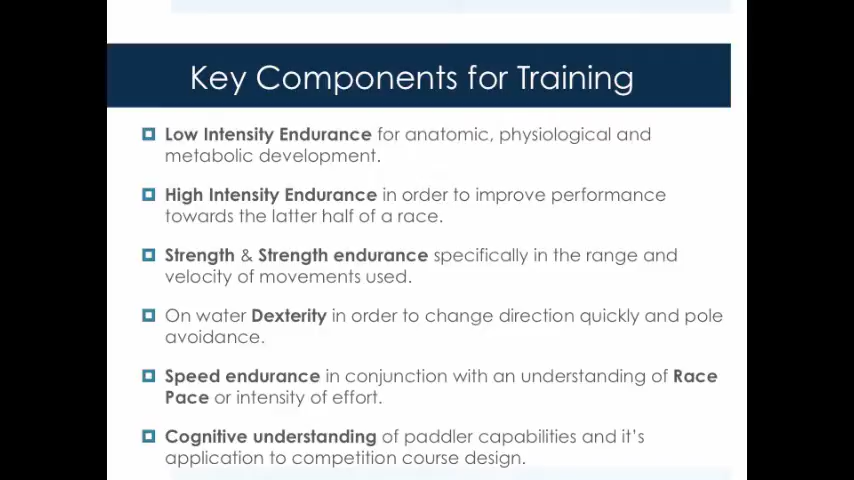 Key Components for Training
Low Intensity Endurance for anatomic, physiological and
metabolic development.
High Intensity Endurance in order to improve performance
towards the latter half of a race.
Strength & Strength endurance specifically in the range and
velocity of movements used.
On water Dexterity in order to change direction quickly and pole
avoidance.
Speed endurance in conjunction with an understanding of Race
Pace or intensity of effort.
Cognitive understanding of paddler capabilities and it's
application to competition course design.